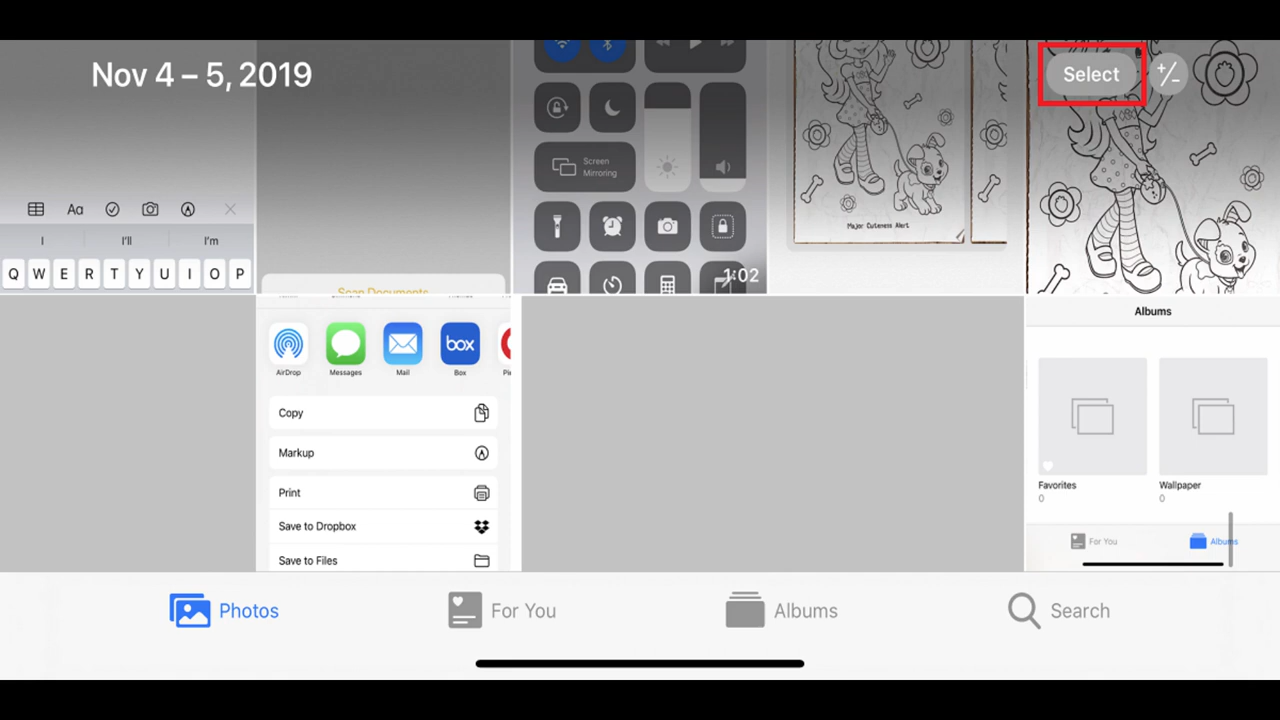 Nov 4 – 5, 2019
Select
+/-
Screen
Mirroring
Aa
I
I'll
I'm
Q W E R T Y U I O P
Major Cuteness Alert
1:02
Scan Documents
AirDrop
Messages
Mail
box
Box
Copy
Markup
Print
Save to Dropbox
Save to Files
Albums
Favorites
0
Wallpaper
0
For You
Albums
Photos
For You
Albums
Search